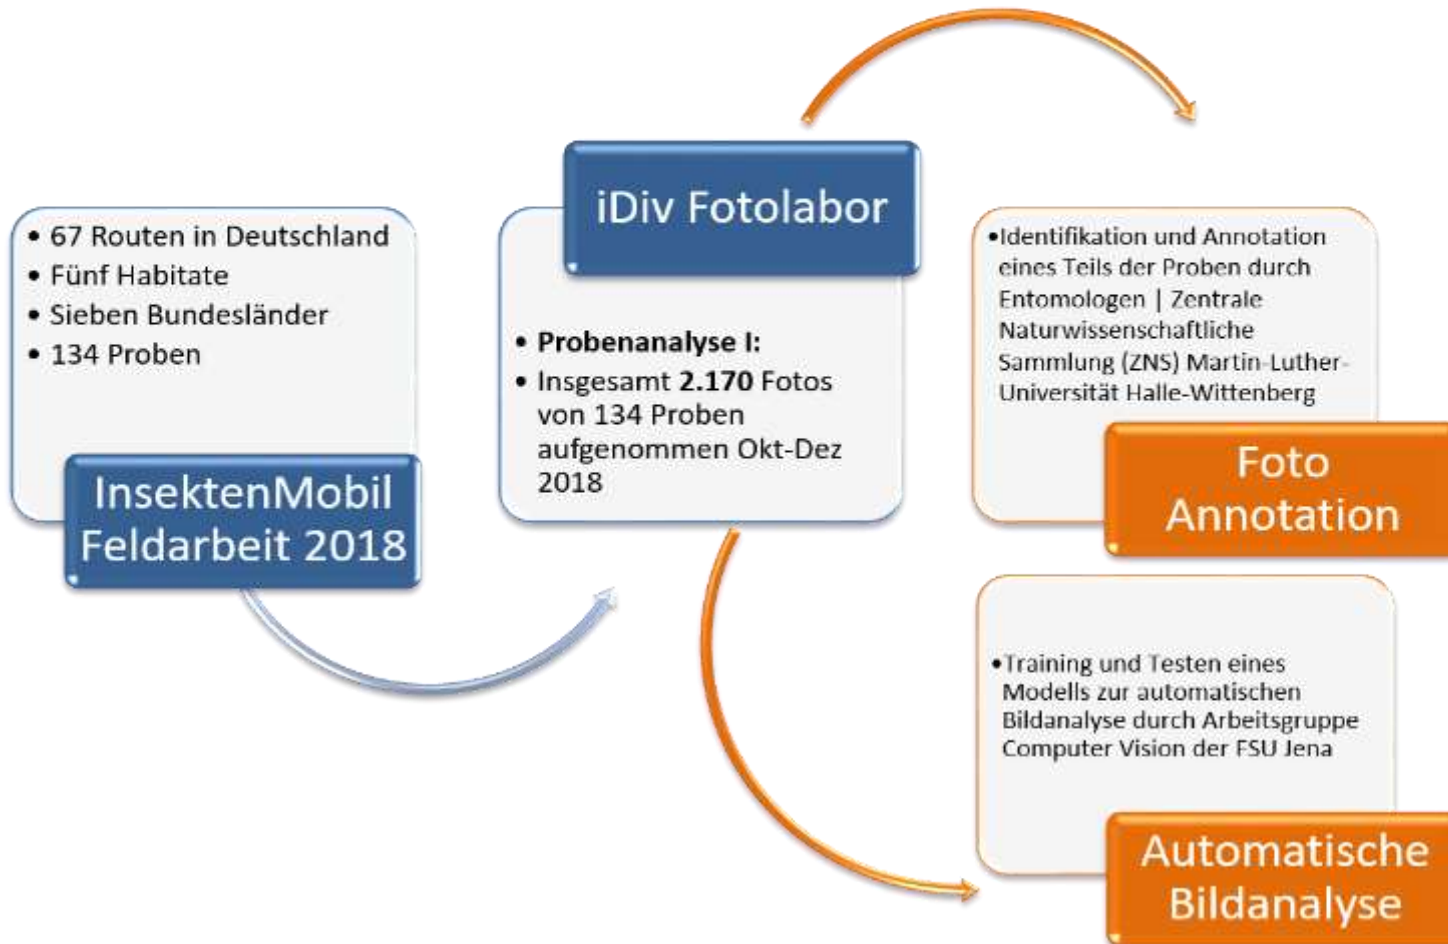 • 67 Routen in Deutschland
• Fünf Habitate
• Sieben Bundesländer
• 134 Proben
InsektenMobil
Feldarbeit 2018
iDiv Fotolabor
• Probenanalyse I:
• Insgesamt 2.170 Fotos
von 134 Proben
aufgenommen Okt-Dez
2018
•Identifikation und Annotation
eines Teils der Proben durch
Entomologen | Zentrale
Naturwissenschaftliche
Sammlung (ZNS) Martin-Luther-
Universität Halle-Wittenberg
Foto
Annotation
•Training und Testen eines
Modells zur automatischen
Bildanalyse durch Arbeitsgruppe
Computer Vision der FSU Jena
Automatische
Bildanalyse